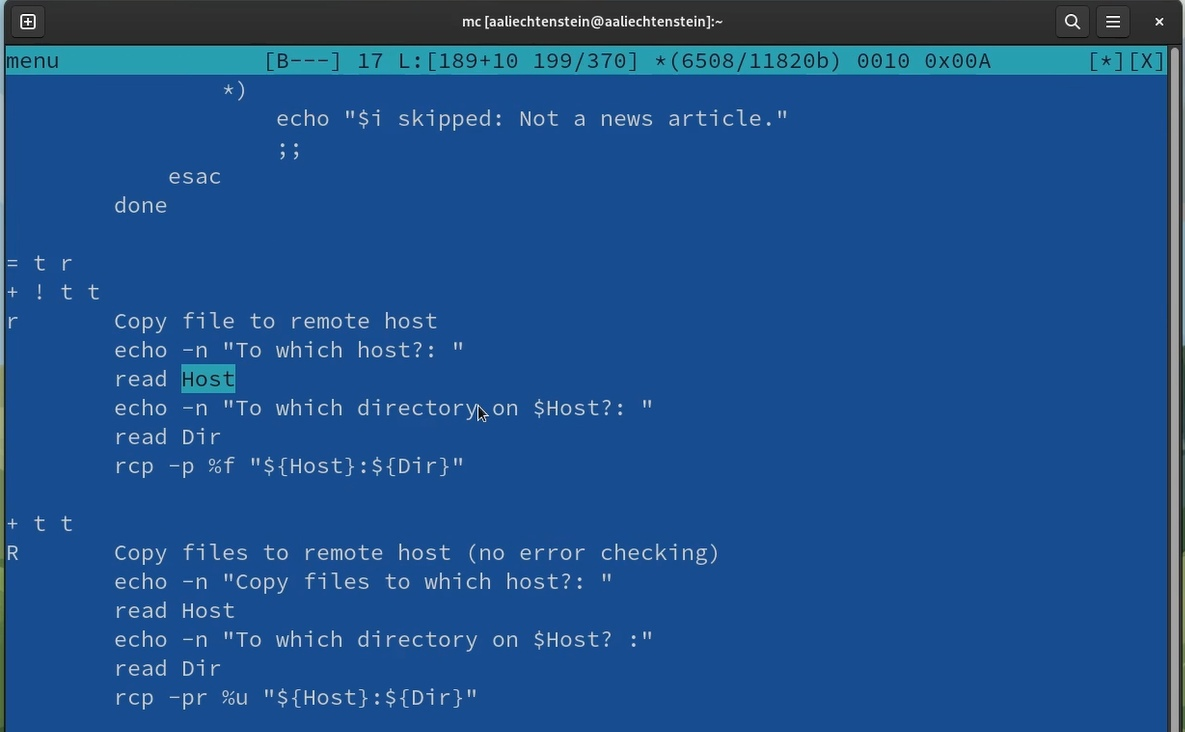 mc [aaliechtenstein@aaliechtenstein]:~
menu [B---] 17 L:[189+10 199/370] *(6508/11820b) 0010 0x00A [*][X]
*)
echo "$i skipped: Not a news article."
;;
esac
done
= t r
+ ! t t
r Copy file to remote host
echo -n "To which host?: "
read Host
echo -n "To which directory on $Host?: "
read Dir
rcp -p %f "${Host}:${Dir}"
+ t t
R Copy files to remote host (no error checking)
echo -n "Copy files to which host?: "
read Host
echo -n "To which directory on $Host? :"
read Dir
rcp -pr %u "${Host}:${Dir}"